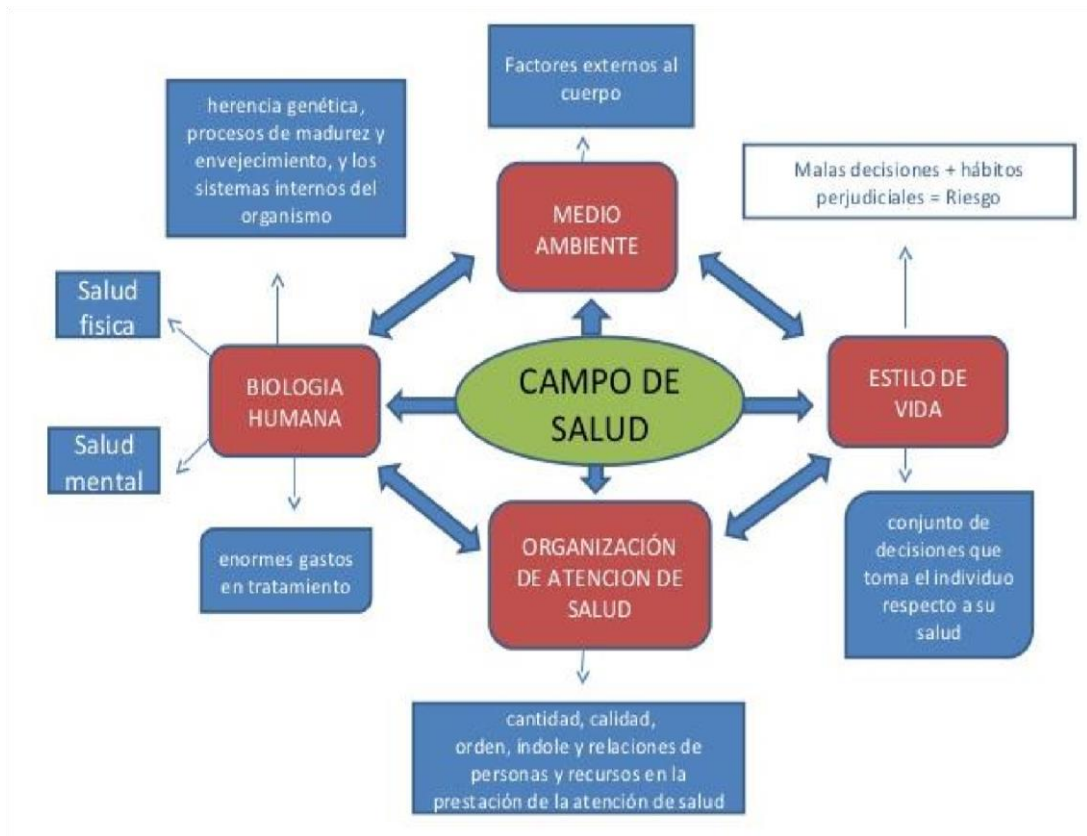 Factores externos al
cuerpo
herencia genética,
procesos de madurez y
envejecimiento, y los
sistemas internos del
organismo
Malas decisiones + hábitos
perjudiciales = Riesgo
MEDIO
AMBIENTE
Salud
fisica
BIOLOGIA
HUMANA
CAMPO DE
SALUD
ESTILO DE
VIDA
Salud
mental
enormes gastos
en tratamiento
ORGANIZACIÓN
DE ATENCION DE
SALUD
conjunto de
decisiones que
toma el individuo
respecto a su
salud
cantidad, calidad,
orden, índole y relaciones de
personas y recursos en la
prestación de la atención de salud